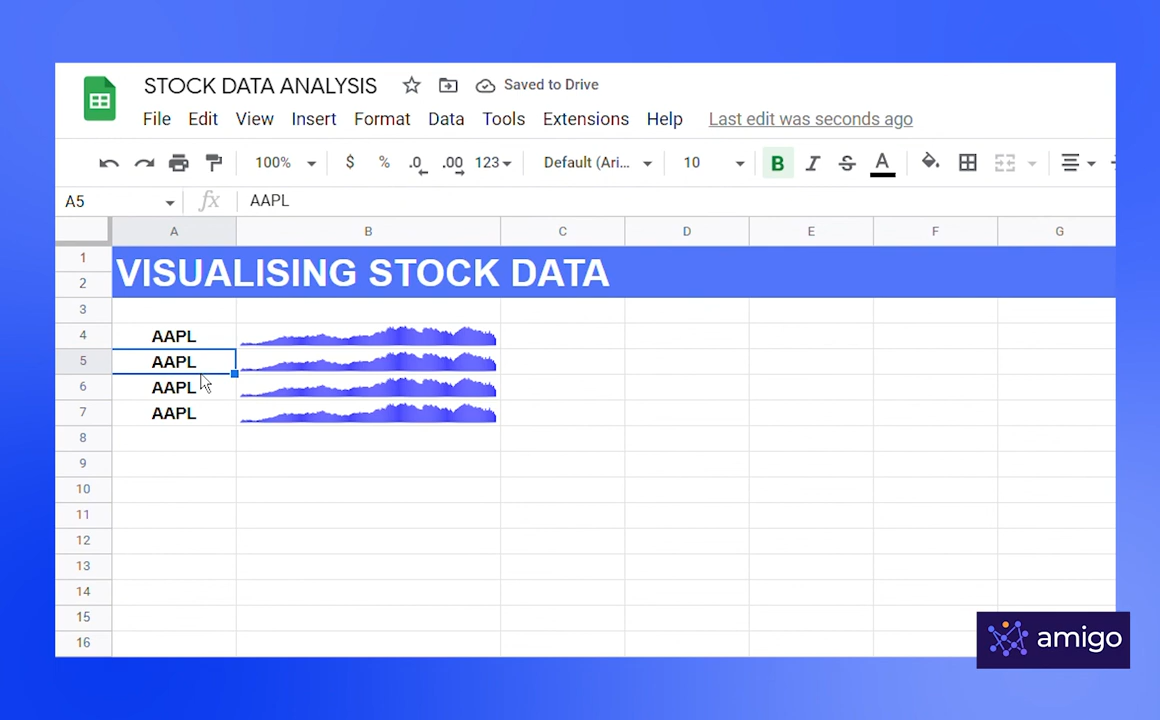 STOCK DATA ANALYSIS Saved to Drive
File Edit View Insert Format Data Tools Extensions Help Last edit was seconds ago
100% $ % .0 .00 123 Default (Ari... 10 B I S A
A5 fx AAPL
A B C D E F G
1
VISUALISING STOCK DATA
2
3
4 AAPL
5 AAPL
6 AAPL
7 AAPL
8
9
10
11
12
13
14
15
16
amigo